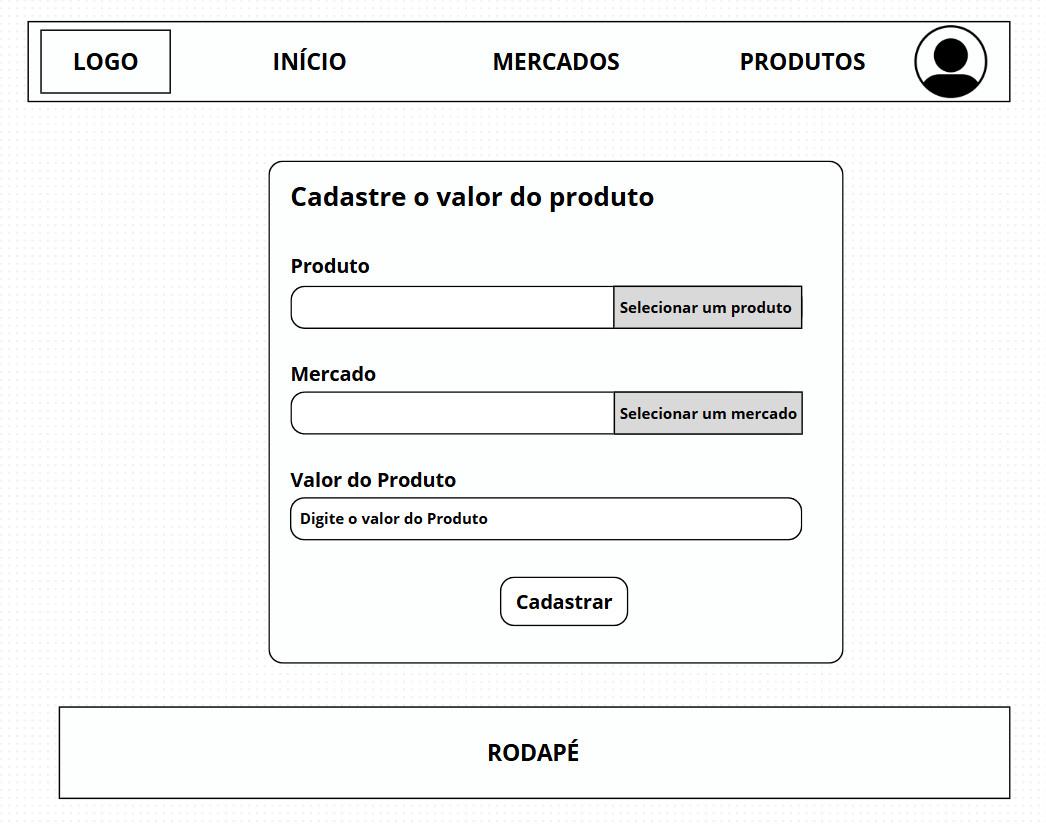 LOGO INÍCIO MERCADOS PRODUTOS
Cadastre o valor do produto
Produto
Selecionar um produto
Mercado
Selecionar um mercado
Valor do Produto
Digite o valor do Produto
Cadastrar
RODAPÉ